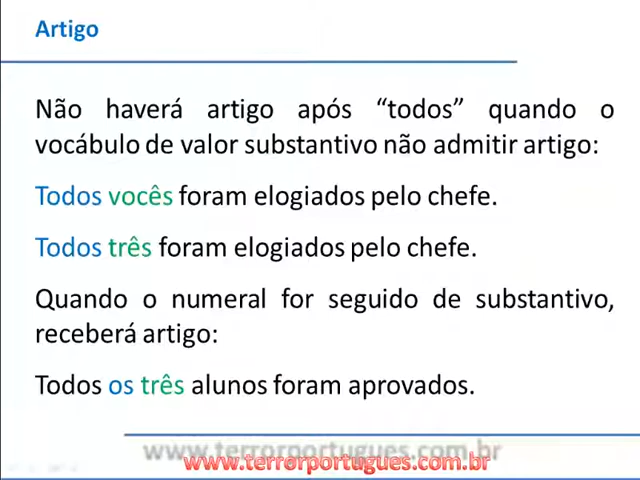 Artigo
Não haverá artigo após “todos” quando o
vocábulo de valor substantivo não admitir artigo:
Todos vocês foram elogiados pelo chefe.
Todos três foram elogiados pelo chefe.
Quando o numeral for seguido de substantivo,
receberá artigo:
Todos os três alunos foram aprovados.
www.terrorportugues.com.br
www.terrorportugues.com.br